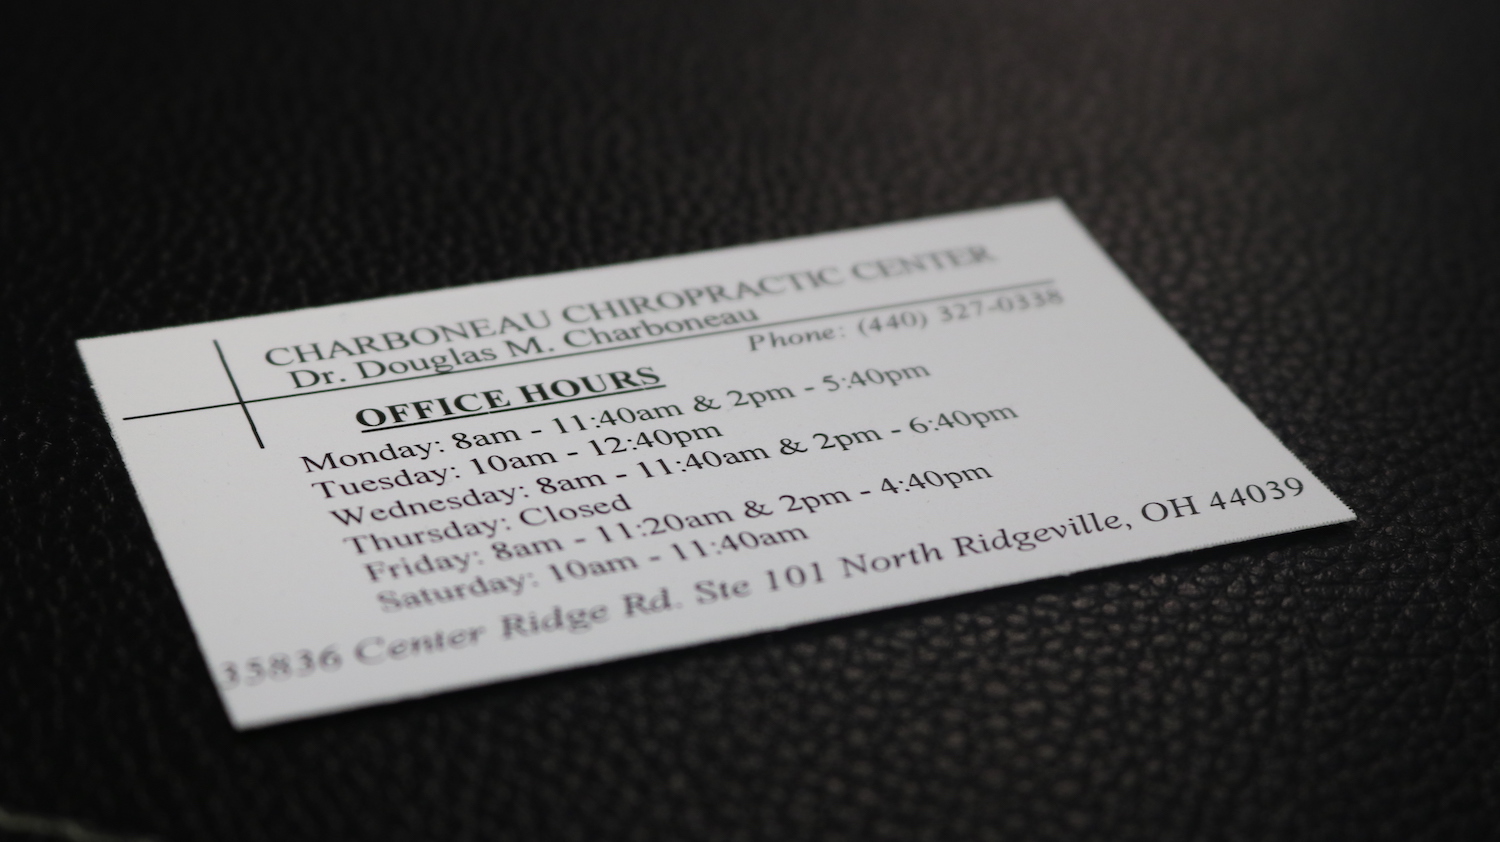 CHARBONEAU CHIROPRACTIC CENTER
Dr. Douglas M. Charboneau
Phone: (440) 327-0338
OFFICE HOURS
Monday: 8am - 11:40am & 2pm - 5:40pm
Tuesday: 10am - 12:40pm
Wednesday: 8am - 11:40am & 2pm - 6:40pm
Thursday: Closed
Friday: 8am - 11:20am & 2pm - 4:40pm
Saturday: 10am - 11:40am
35836 Center Ridge Rd. Ste 101 North Ridgeville, OH 44039